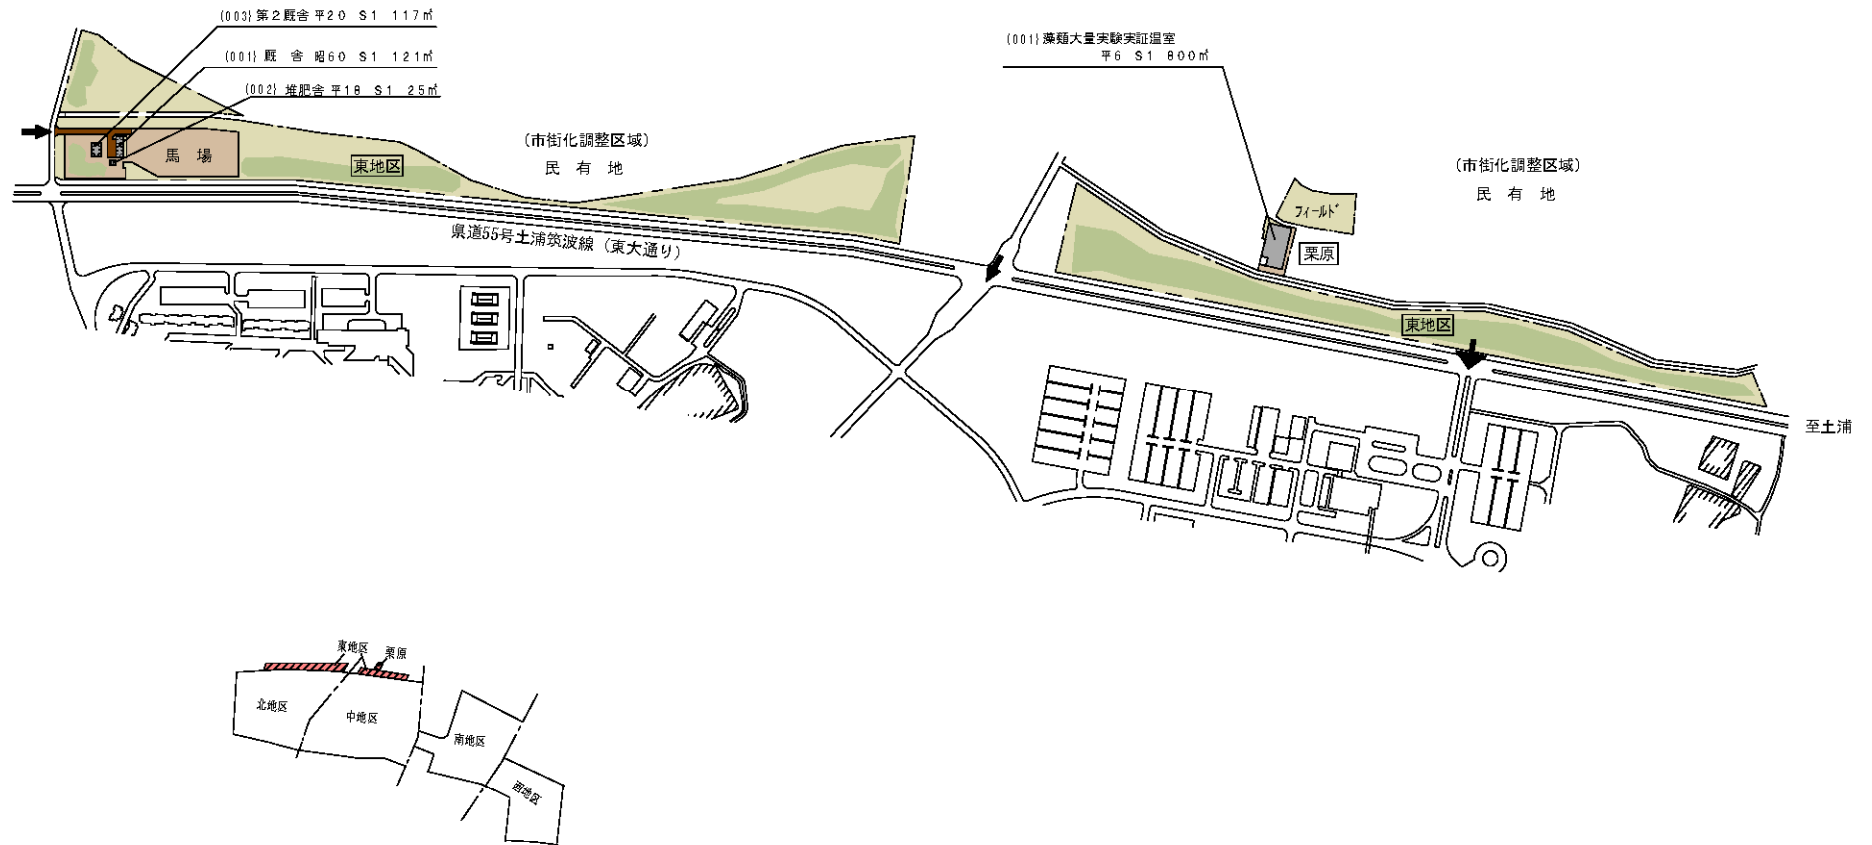 (003) 第2厩舎 平20 S1 117㎡
(001) 厩 舎 昭60 S1 121㎡
(002) 堆肥舎 平18 S1 25㎡
(001) 藻類大量実験実証温室
平6 S1 800㎡
馬 場
東地区
(市街化調整区域)
民 有 地
(市街化調整区域)
民 有 地
フィールド
栗原
県道55号土浦筑波線 (東大通り)
東地区
至土浦
東地区
栗原
北地区
中地区
南地区
西地区